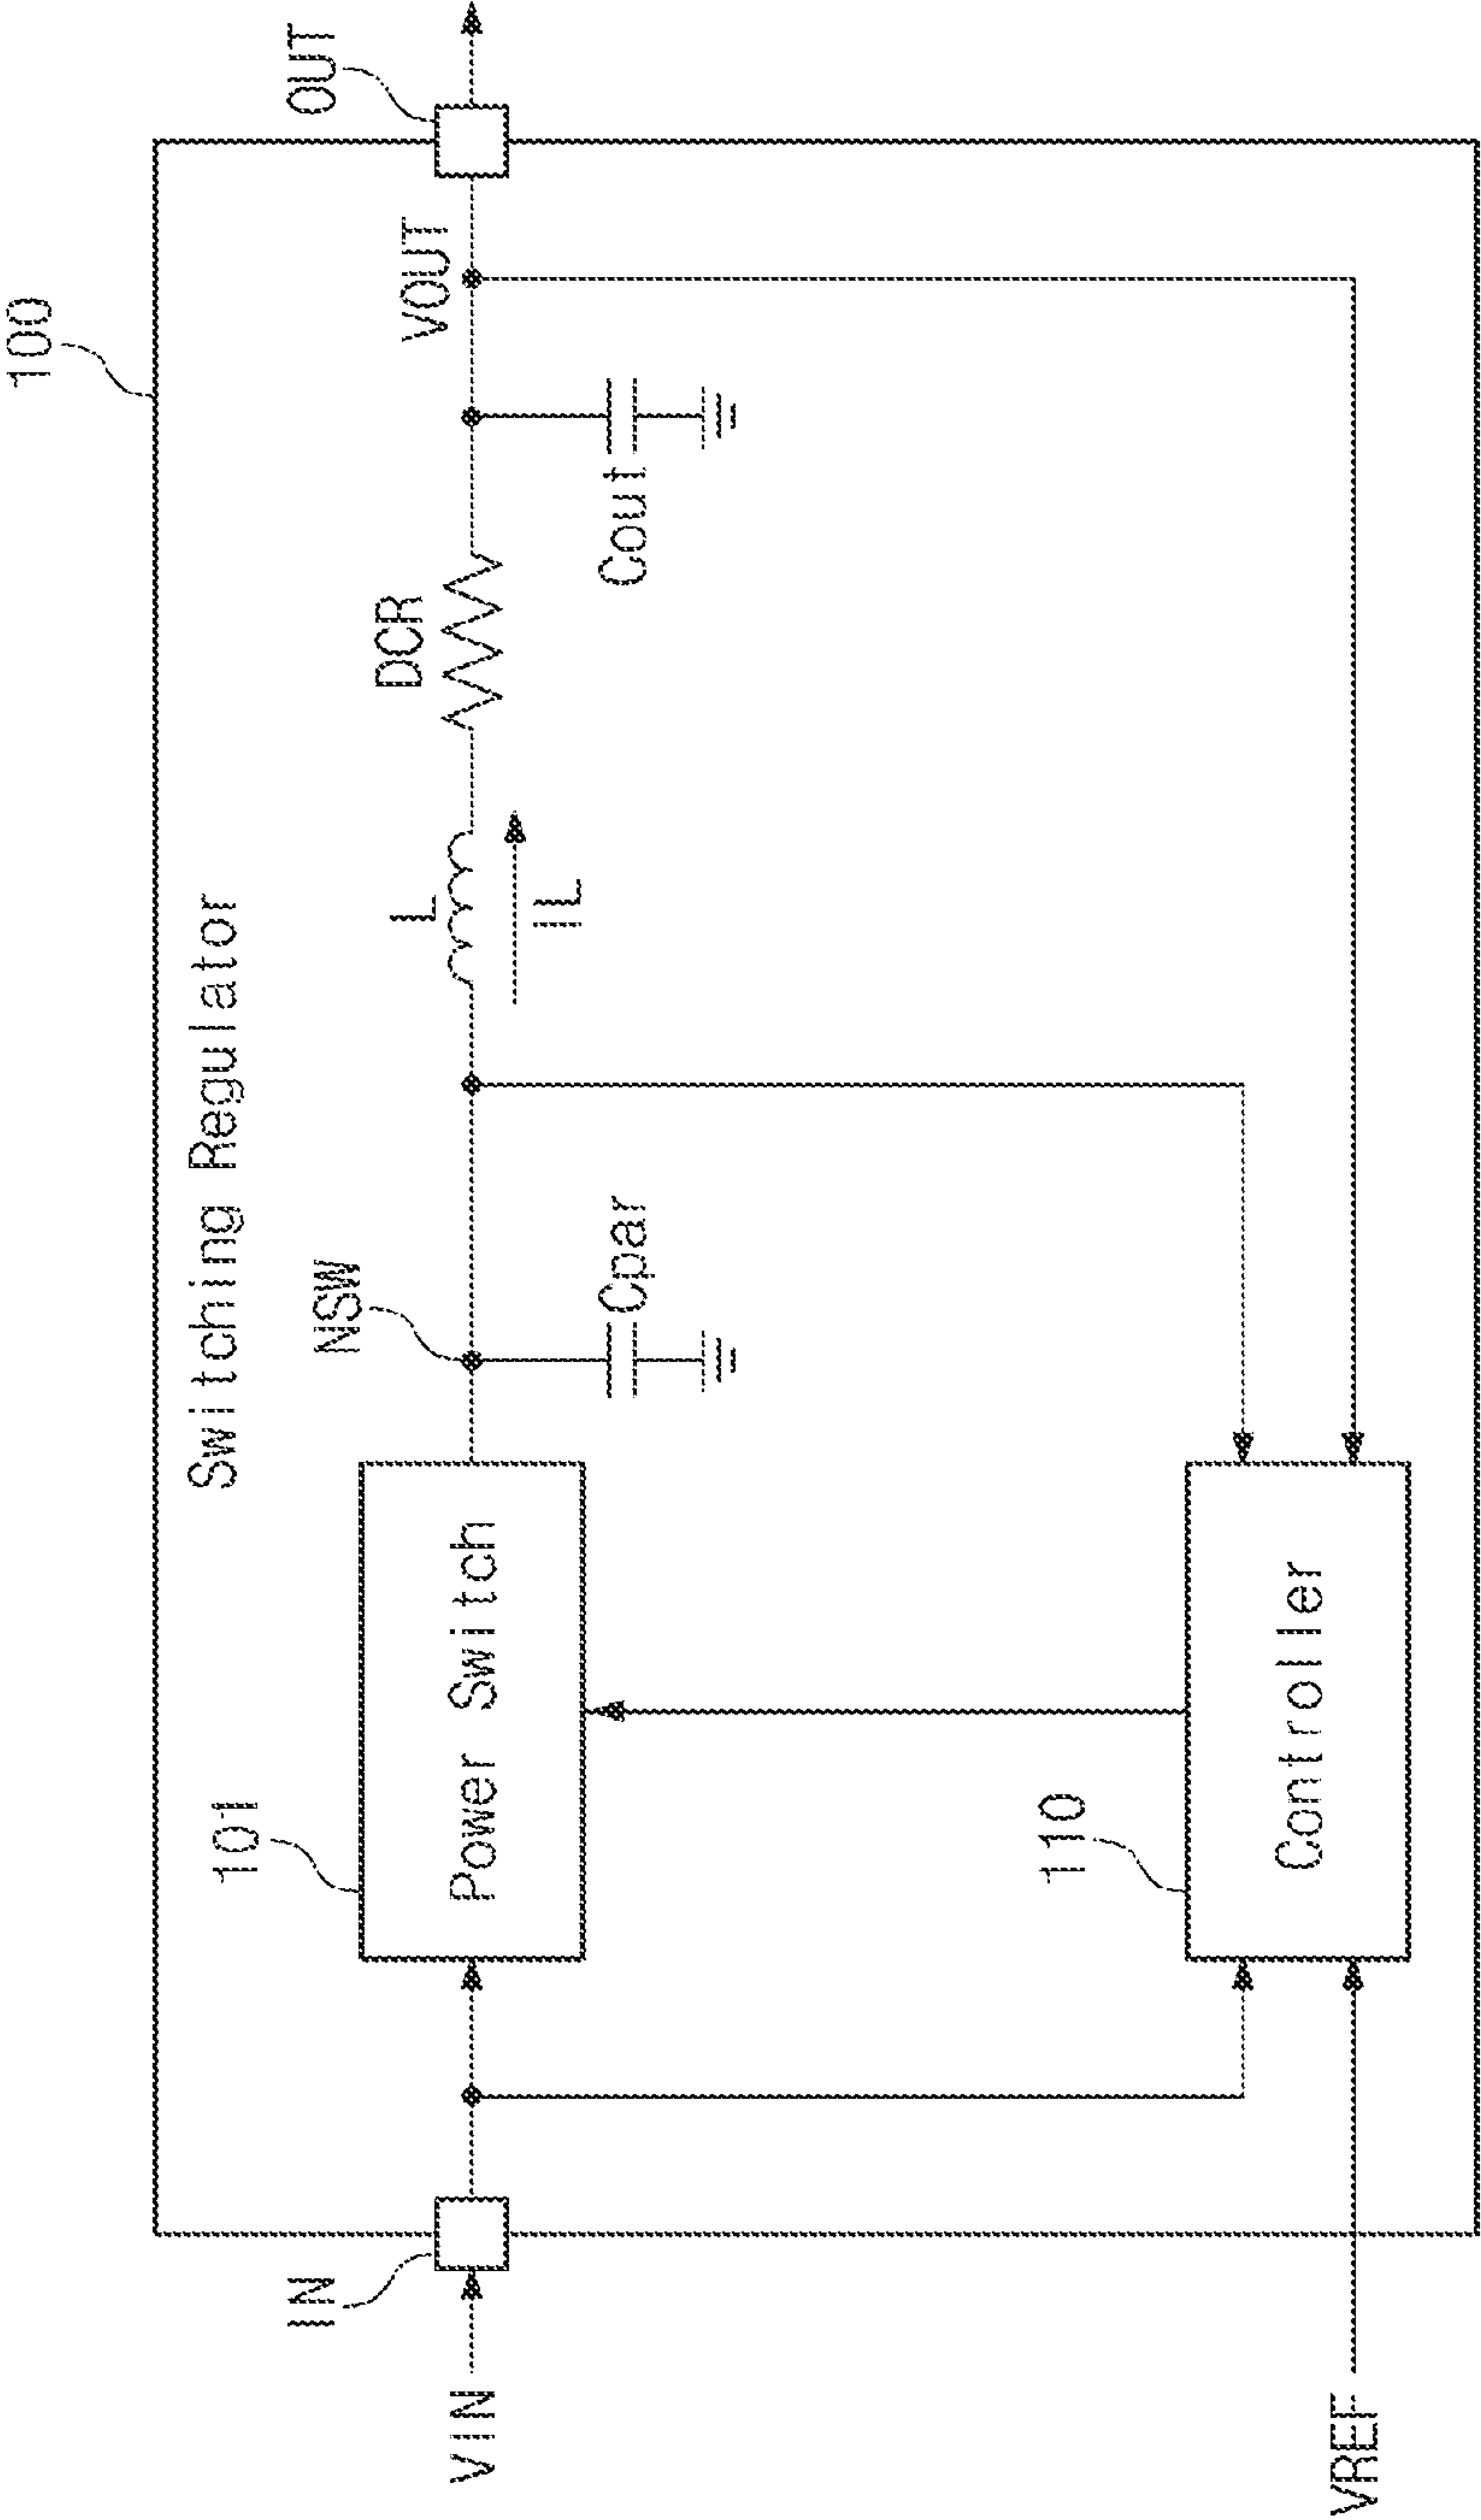 100
Switching Regulator
OUT
IN
101
NSW
L
DCR
VOUT
VIN
Power Switch
IL
Cpar
Cout
110
Controller
VREF